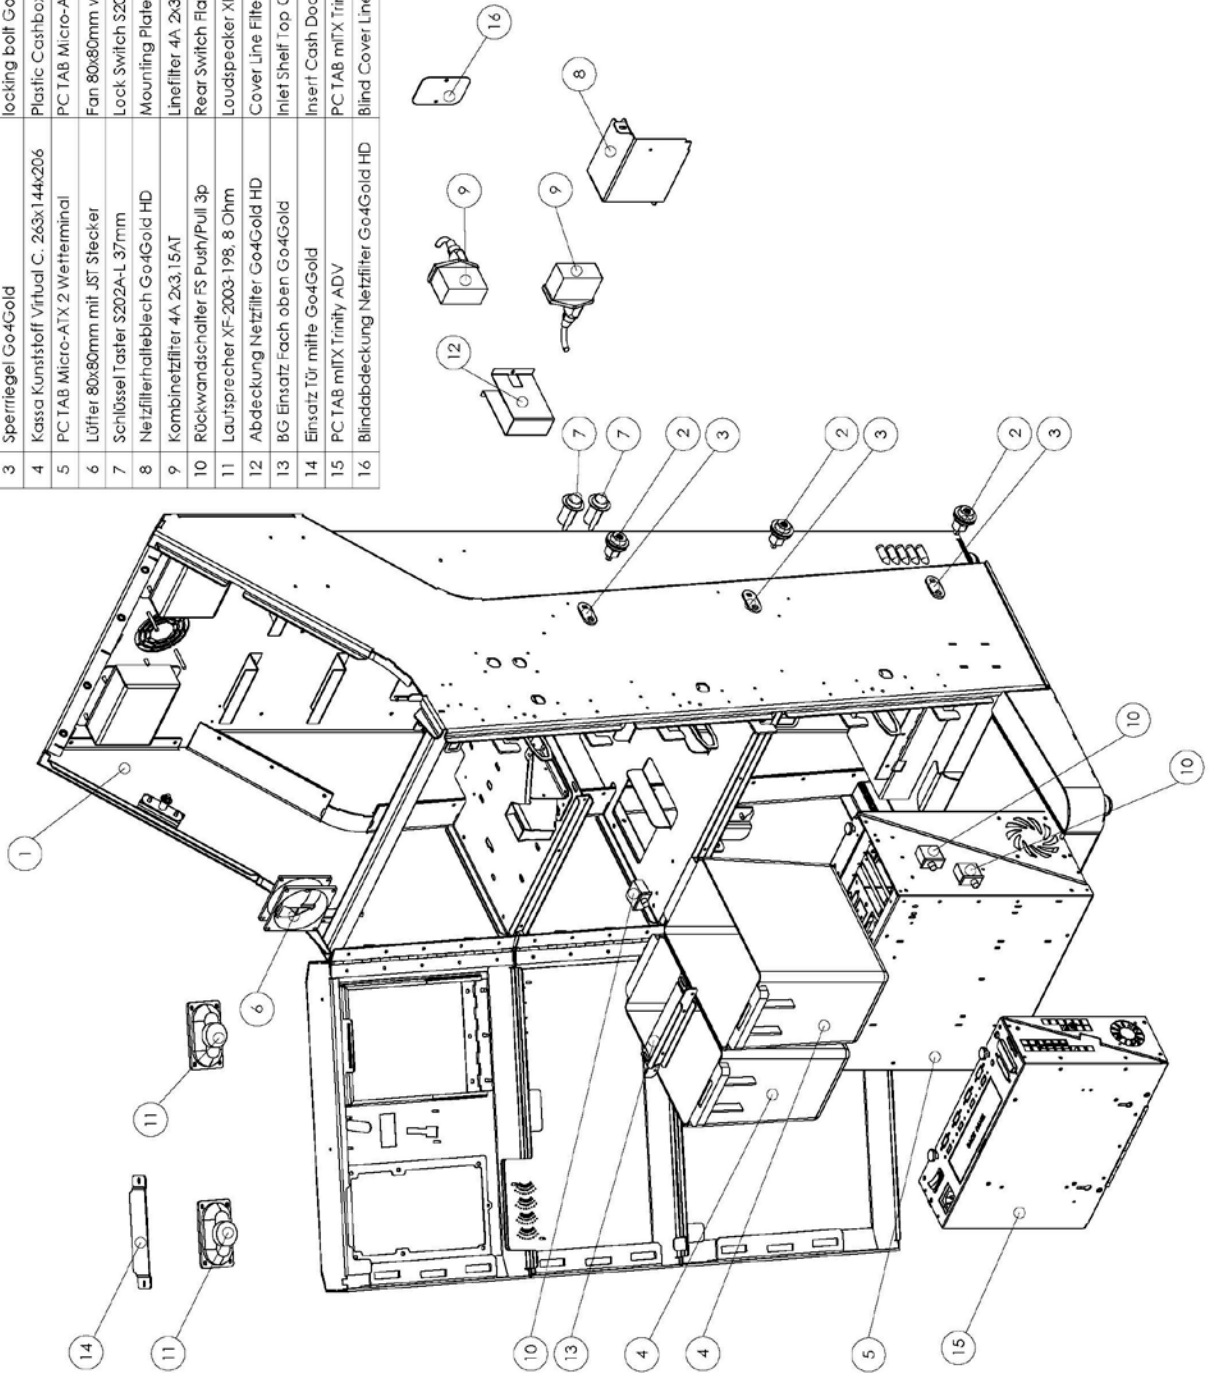 3 Sperrriegel Go4Gold locking bolt Go
4 Kassa Kunststoff Virtual C. 263x144x206 Plastic Cashbox
5 PC TAB Micro-ATX 2 Wetterminal PC TAB Micro-A
6 Lüfter 80x80mm mit JST Stecker Fan 80x80mm w
7 Schlüssel Taster S202A-L 37mm Lock Switch S20
8 Netzfilterhalteblech Go4Gold HD Mounting Plate
9 Kombinetzfilter 4A 2x3,15AT Linefilter 4A 2x3
10 Rückwandschalter FS Push/Pull 3p Rear Switch Fla
11 Lautsprecher XF-2003-198, 8 Ohm Loudspeaker XF
12 Abdeckung Netzfilter Go4Gold HD Cover Line Filte
13 BG Einsatz Fach oben Go4Gold Inlet Shelf Top G
14 Einsatz Tür mitte Go4Gold Insert Cash Doo
15 PC TAB mITX Trinity ADV PC TAB mITX Trin
16 Blindabdeckung Netzfilter Go4Gold HD Blind Cover Line
16
8
9
9
12
7
7
2
3
2
3
2
3
1
10
10
6
11
14
11
10
13
4
4
5
15